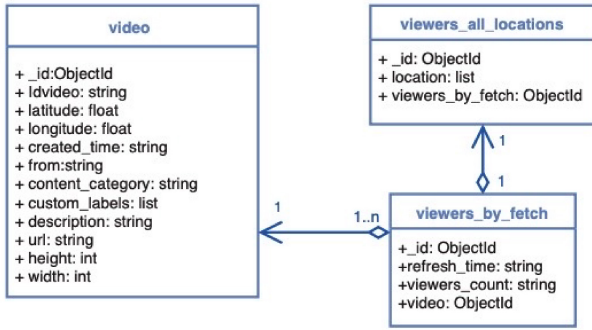 video
+ _id:ObjectId
+ Idvideo: string
+ latitude: float
+ longitude: float
+ created_time: string
+ from:string
+ content_category: string
+ custom_labels: list
+ description: string
+ url: string
+ height: int
+ width: int
viewers_all_locations
+ _id: ObjectId
+ location: list
+ viewers_by_fetch: ObjectId
1
1
1
1..n
viewers_by_fetch
+_id: ObjectId
+refresh_time: string
+viewers_count: string
+video: ObjectId